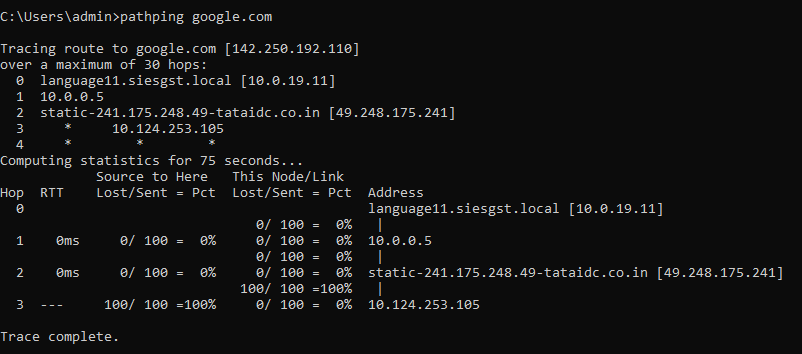 C:\Users\admin>pathping google.com
Tracing route to google.com [142.250.192.110]
over a maximum of 30 hops:
  0  language11.siesgst.local [10.0.19.11]
  1  10.0.0.5
  2  static-241.175.248.49-tataidc.co.in [49.248.175.241]
  3     *     10.124.253.105
  4     *        *        *
Computing statistics for 75 seconds...
            Source to Here   This Node/Link
Hop  RTT    Lost/Sent = Pct  Lost/Sent = Pct  Address
  0                                           language11.siesgst.local [10.0.19.11]
                                0/ 100 =  0%   |
  1    0ms     0/ 100 =  0%     0/ 100 =  0%  10.0.0.5
                                0/ 100 =  0%   |
  2    0ms     0/ 100 =  0%     0/ 100 =  0%  static-241.175.248.49-tataidc.co.in [49.248.175.241]
                              100/ 100 =100%   |
  3  ---     100/ 100 =100%     0/ 100 =  0%  10.124.253.105
Trace complete.